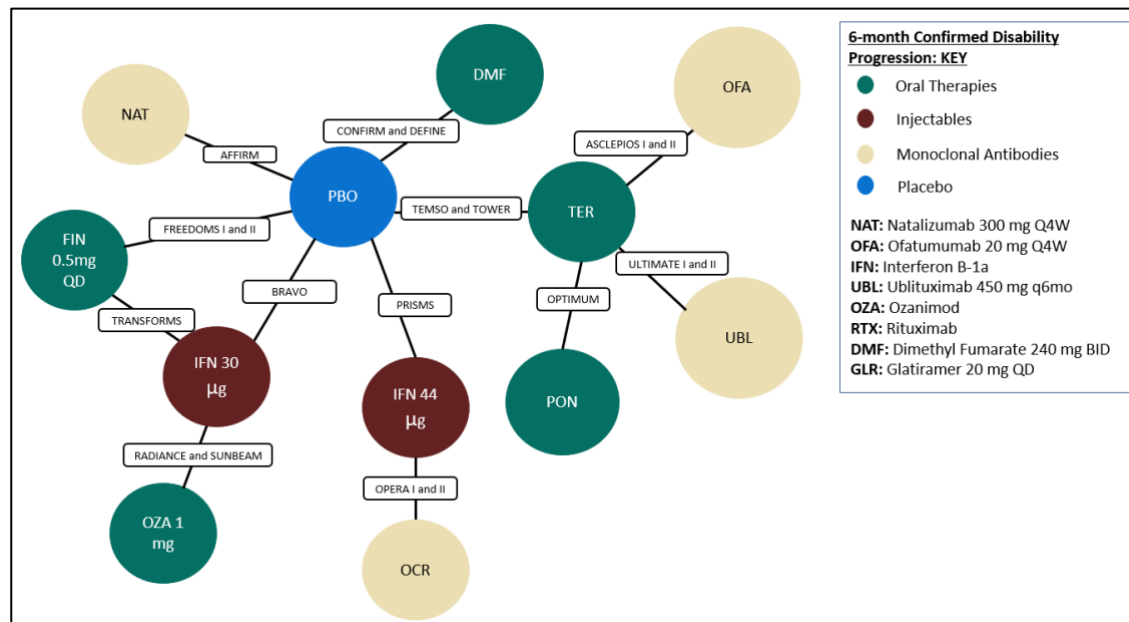 NAT
DMF
OFA
CONFIRM and DEFINE
ASCLEPIOS I and II
AFFIRM
PBO
TEMSO and TOWER
TER
FREEDOMS I and II
FIN
0.5mg
QD
ULTIMATE I and II
BRAVO
OPTIMUM
PRISMS
TRANSFORMS
UBL
IFN 30
μg
IFN 44
μg
PON
RADIANCE and SUNBEAM
OPERA I and II
OZA 1
mg
OCR
6-month Confirmed Disability
Progression: KEY
Oral Therapies
Injectables
Monoclonal Antibodies
Placebo
NAT: Natalizumab 300 mg Q4W
OFA: Ofatumumab 20 mg Q4W
IFN: Interferon B-1a
UBL: Ublituximab 450 mg q6mo
OZA: Ozanimod
RTX: Rituximab
DMF: Dimethyl Fumarate 240 mg BID
GLR: Glatiramer 20 mg QD